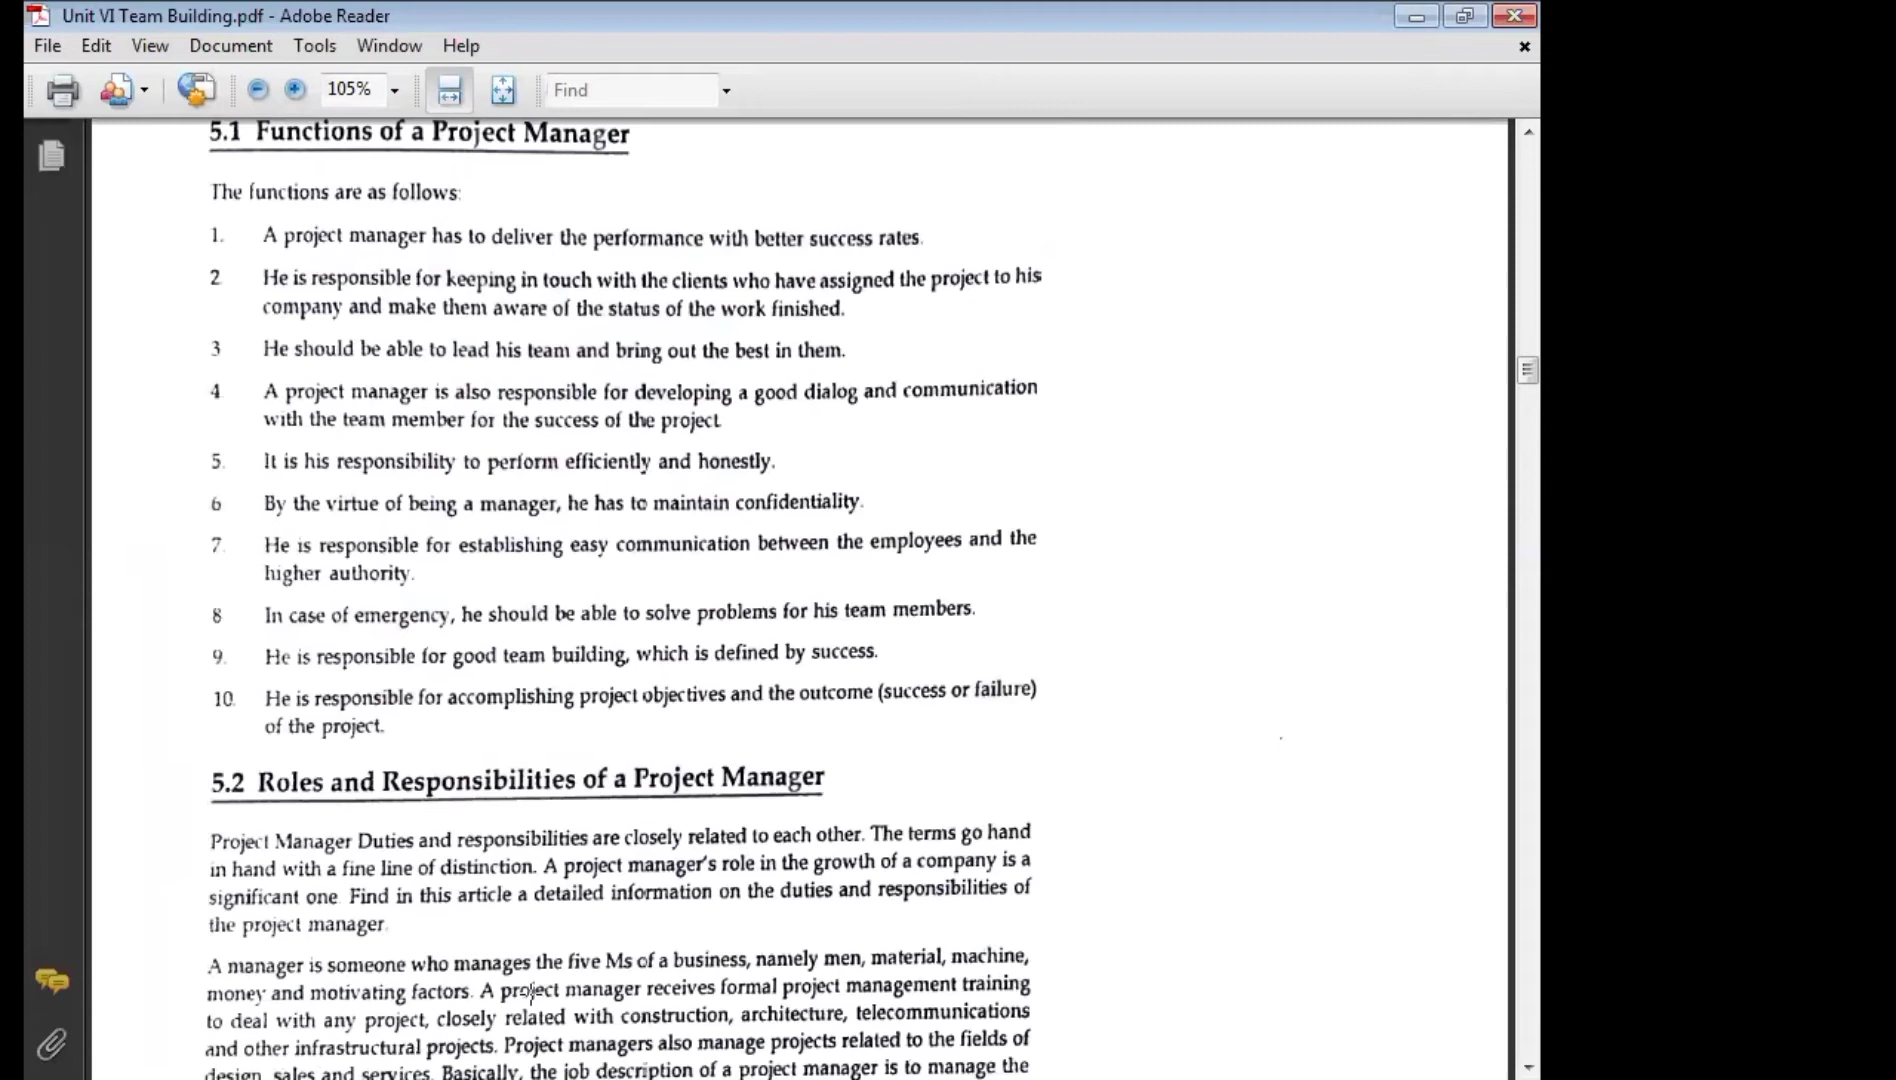 Unit VI Team Building.pdf - Adobe Reader
File Edit View Document Tools Window Help
105% Find
5.1 Functions of a Project Manager
The functions are as follows:
1. A project manager has to deliver the performance with better success rates.
2 He is responsible for keeping in touch with the clients who have assigned the project to his
company and make them aware of the status of the work finished.
3 He should be able to lead his team and bring out the best in them.
4 A project manager is also responsible for developing a good dialog and communication
with the team member for the success of the project
5. It is his responsibility to perform efficiently and honestly.
6 By the virtue of being a manager, he has to maintain confidentiality.
7. He is responsible for establishing easy communication between the employees and the
higher authority.
8 In case of emergency, he should be able to solve problems for his team members.
9. He is responsible for good team building, which is defined by success.
10. He is responsible for accomplishing project objectives and the outcome (success or failure)
of the project.
5.2 Roles and Responsibilities of a Project Manager
Project Manager Duties and responsibilities are closely related to each other. The terms go hand
in hand with a fine line of distinction. A project manager's role in the growth of a company is a
significant one. Find in this article a detailed information on the duties and responsibilities of
the project manager.
A manager is someone who manages the five Ms of a business, namely men, material, machine,
money and motivating factors. A project manager receives formal project management training
to deal with any project, closely related with construction, architecture, telecommunications
and other infrastructural projects. Project managers also manage projects related to the fields of
design, sales and services. Basically, the job description of a project manager is to manage the